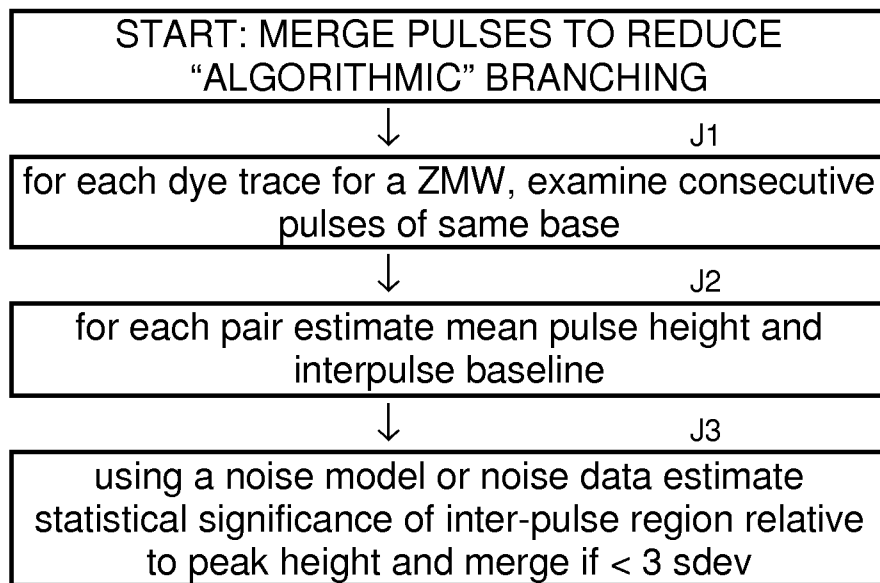 START: MERGE PULSES TO REDUCE
“ALGORITHMIC” BRANCHING
J1
for each dye trace for a ZMW, examine consecutive
pulses of same base
J2
for each pair estimate mean pulse height and
interpulse baseline
J3
using a noise model or noise data estimate
statistical significance of inter-pulse region relative
to peak height and merge if < 3 sdev